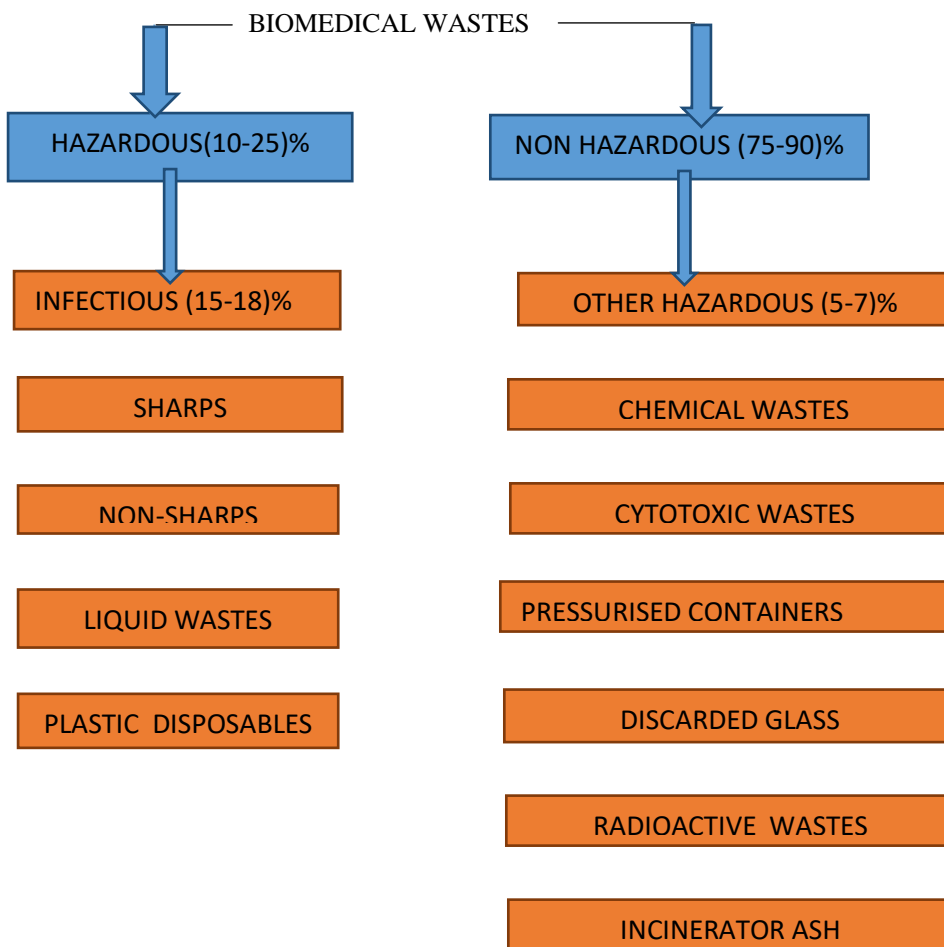 BIOMEDICAL WASTES
HAZARDOUS(10-25)%
NON HAZARDOUS (75-90)%
INFECTIOUS (15-18)%
OTHER HAZARDOUS (5-7)%
SHARPS
CHEMICAL WASTES
NON-SHARPS
CYTOTOXIC WASTES
LIQUID WASTES
PRESSURISED CONTAINERS
PLASTIC DISPOSABLES
DISCARDED GLASS
RADIOACTIVE WASTES
INCINERATOR ASH